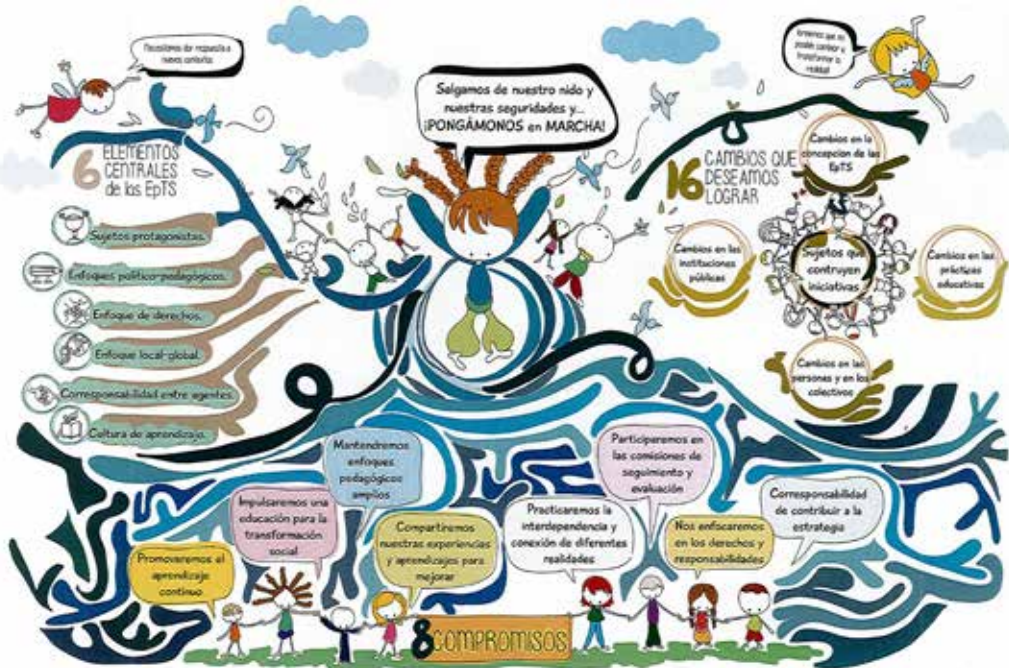 Necesitamos dar respuesta a
nuevos contextos
Salgamos de nuestro nido y
nuestras seguridades y...
¡PONGÁMONOS en MARCHA!
Creemos que es
posible cambiar y
transformar la
realidad
6 ELEMENTOS
CENTRALES
de las EpTS
Sujetos protagonistas.
Enfoques político-pedagógicos.
Enfoque de derechos.
Enfoque local-global.
Corresponsabilidad entre agentes.
Cultura de aprendizaje.
16 CAMBIOS QUE
DESEAMOS
LOGRAR
Cambios en la
concepcion de las
EpTS
Cambios en las
instituciones
públicas
Sujetos que
contruyen
iniciativas
Cambios en las
prácticas
educativas
Cambios en las
personas y en los
colectivos
Promoveremos el
aprendizaje
continuo
Impulsaremos una
educación para la
transformación
social
Mantendremos
enfoques
pedagógicos
amplios
Compartiremos
nuestras experiencias
y aprendizajes para
mejorar
Practicaremos la
interdependencia y
conexión de diferentes
realidades
Participaremos en
las comisiones de
seguimiento y
evaluación
Nos enfocaremos
en los derechos y
responsabilidades
Corresponsabilidad
de contribuir a la
estrategia
8 COMPROMISOS